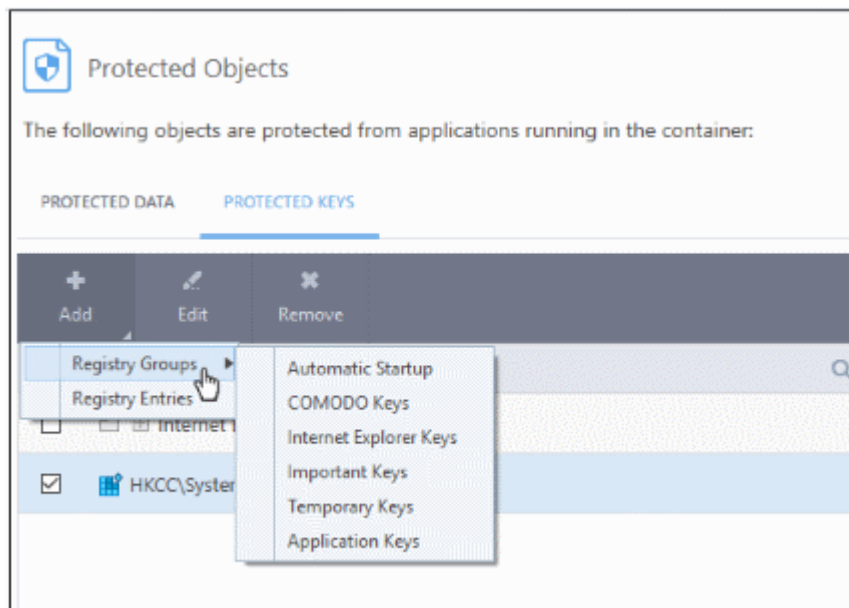 Protected Objects
The following objects are protected from applications running in the container:
PROTECTED DATA PROTECTED KEYS
Add Edit Remove
Registry Groups
Registry Entries
Automatic Startup
COMODO Keys
Internet Explorer Keys
Important Keys
Temporary Keys
Application Keys
Internet
HKCC\System